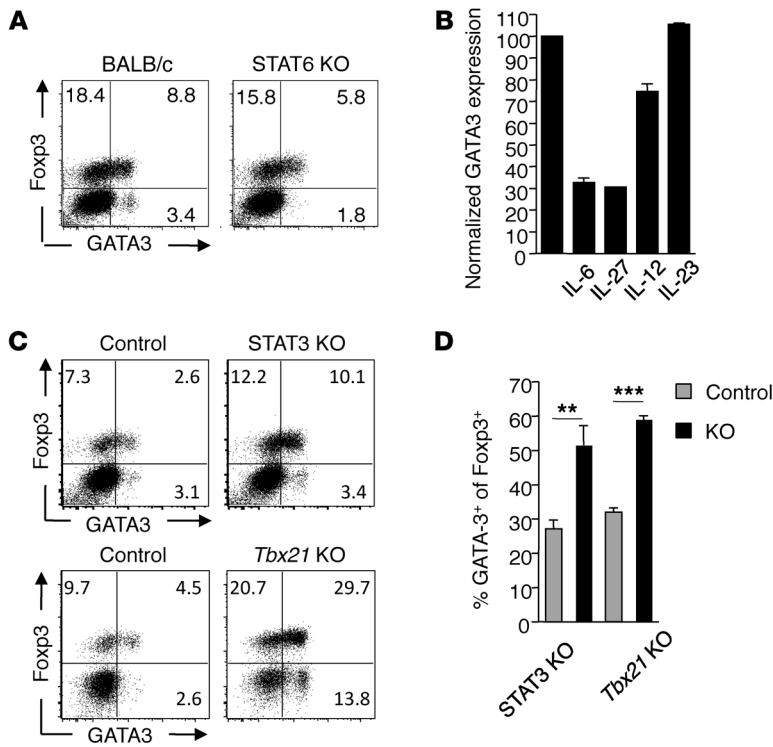 A
BALB/c
STAT6 KO
18.4
8.8
15.8
5.8
Foxp3
3.4
1.8
GATA3
B
Normalized GATA3 expression
110
100
90
80
70
60
50
40
30
20
10
0
IL-6
IL-27
IL-12
IL-23
C
Control
STAT3 KO
7.3
2.6
12.2
10.1
Foxp3
3.1
3.4
GATA3
Control
Tbx21 KO
9.7
4.5
20.7
29.7
Foxp3
2.6
13.8
GATA3
D
% GATA-3⁺ of Foxp3⁺
70
60
50
40
30
20
10
0
**
***
Control
KO
STAT3 KO
Tbx21 KO